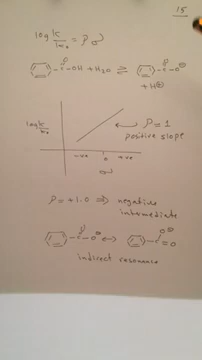 15
log K/K₀ = ρσ
C OH + H₂O ⇌ C O⊖
O O
+ H⊕
log K/K₀
ρ = 1
positive slope
-ve 0 +ve
σ
ρ = +1.0 ⇒ negative
intermediate
O O⊖
C O⊖ ↔ C = O
indirect resonance